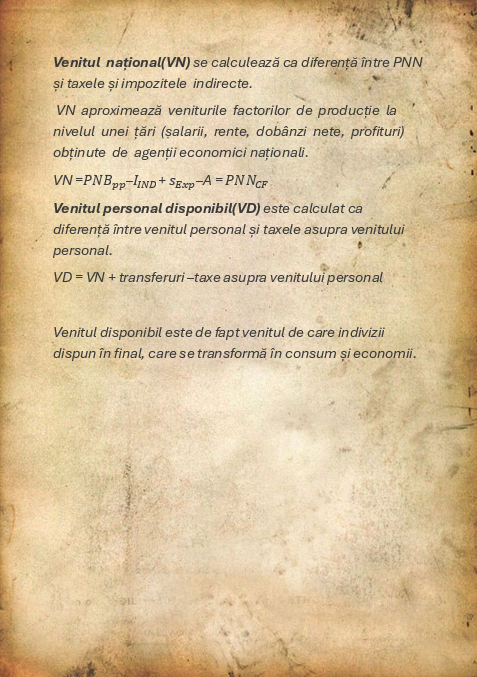 Venitul național(VN) se calculează ca diferență între PNN
și taxele și impozitele indirecte.
VN aproximează veniturile factorilor de producție la
nivelul unei țări (salarii, rente, dobânzi nete, profituri)
obținute de agenții economici naționali.
VN =PNB_pp–I_IND + s_Exp–A = PNN_CF
Venitul personal disponibil(VD) este calculat ca
diferență între venitul personal și taxele asupra venitului
personal.
VD = VN + transferuri –taxe asupra venitului personal
Venitul disponibil este de fapt venitul de care indivizii
dispun în final, care se transformă în consum și economii.